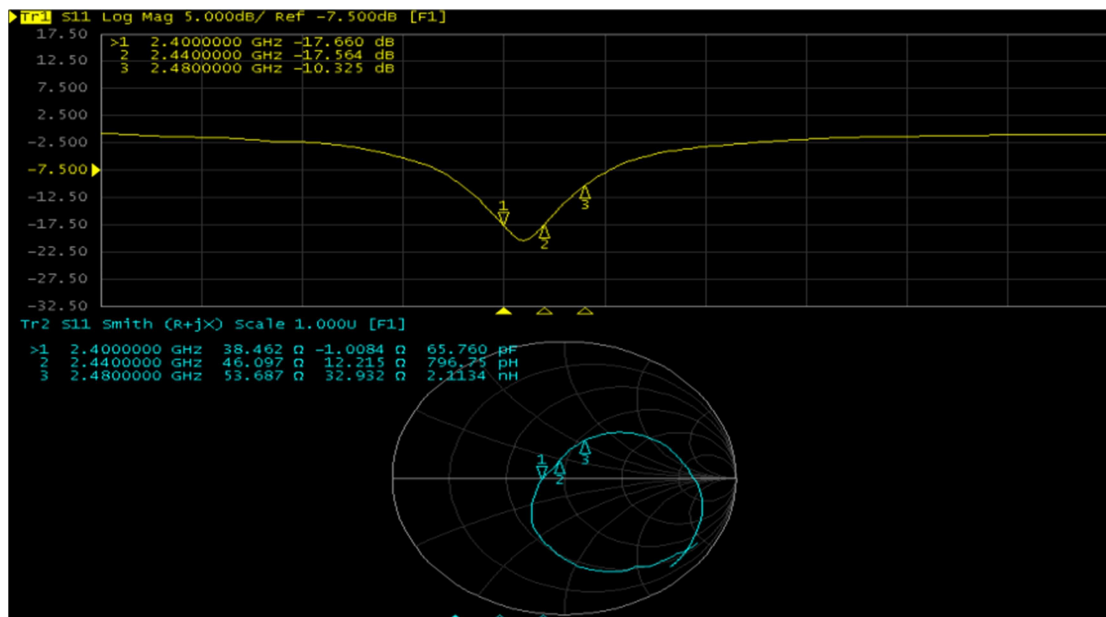 Tr1 S11 Log Mag 5.000dB/ Ref -7.500dB [F1]
17.50
12.50
7.500
2.500
-2.500
-7.500
-12.50
-17.50
-22.50
-27.50
-32.50
>1 2.4000000 GHz -17.660 dB
2 2.4400000 GHz -17.564 dB
3 2.4800000 GHz -10.325 dB
1
2
3
Tr2 S11 Smith (R+jX) Scale 1.000U [F1]
>1 2.4000000 GHz 38.462 Ω -1.0084 Ω 65.760 pF
2 2.4400000 GHz 46.097 Ω 12.215 Ω 796.75 pH
3 2.4800000 GHz 53.687 Ω 32.932 Ω 2.1134 nH
1
2
3